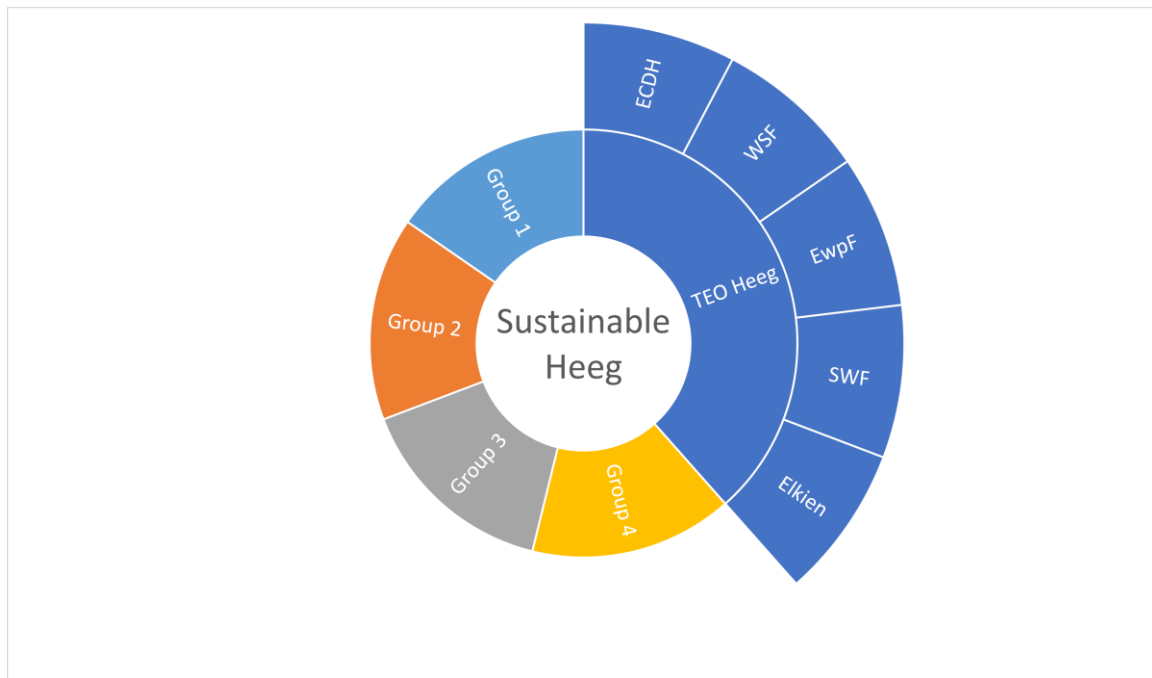 Sustainable
Heeg
TEO Heeg
ECDH
WSF
EwpF
SWF
Elkien
Group 4
Group 3
Group 2
Group 1